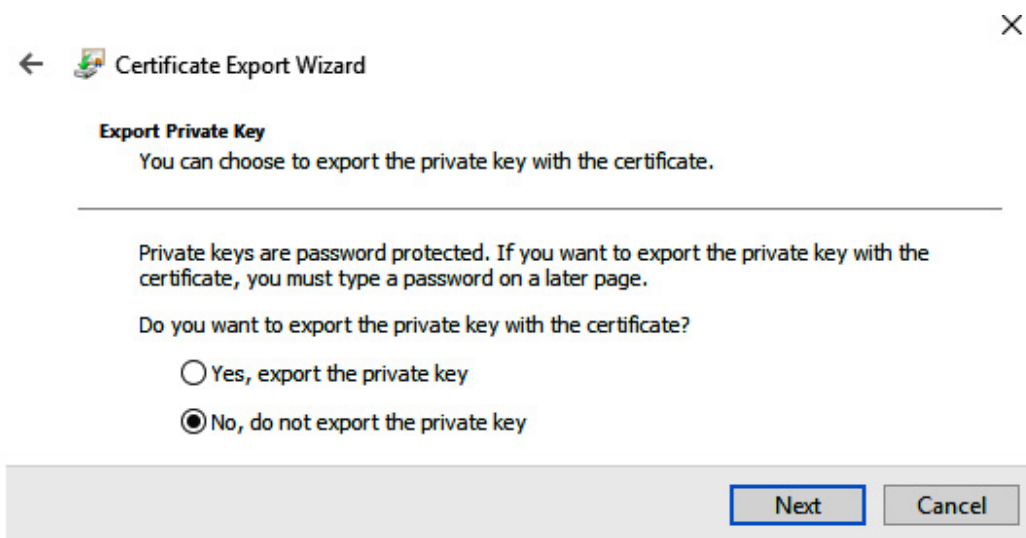 Certificate Export Wizard
Export Private Key
You can choose to export the private key with the certificate.
Private keys are password protected. If you want to export the private key with the
certificate, you must type a password on a later page.
Do you want to export the private key with the certificate?
Yes, export the private key
No, do not export the private key
Next Cancel